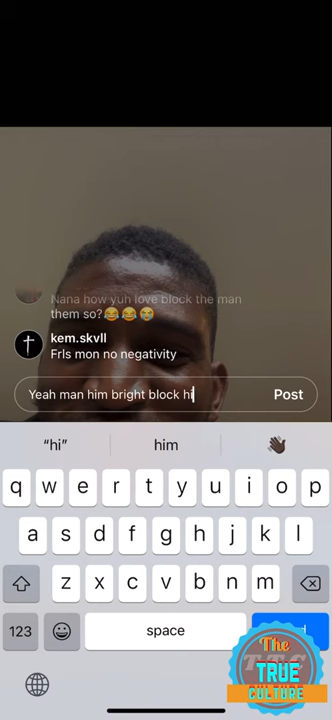 Nana how yuh love block the man
them so?😂😂😭
kem.skvll
Frls mon no negativity
Yeah man him bright block hi
Post
“hi”
him
👋🏿
q w e r t y u i o p
a s d f g h j k l
z x c v b n m
123
space
The
T.T.C
TRUE
CULTURE